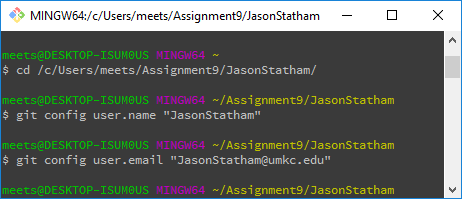 MINGW64:/c/Users/meets/Assignment9/JasonStatham
meets@DESKTOP-ISUM0US MINGW64 ~
$ cd /c/Users/meets/Assignment9/JasonStatham/
meets@DESKTOP-ISUM0US MINGW64 ~/Assignment9/JasonStatham
$ git config user.name "JasonStatham"
meets@DESKTOP-ISUM0US MINGW64 ~/Assignment9/JasonStatham
$ git config user.email "JasonStatham@umkc.edu"
meets@DESKTOP-ISUM0US MINGW64 ~/Assignment9/JasonStatham